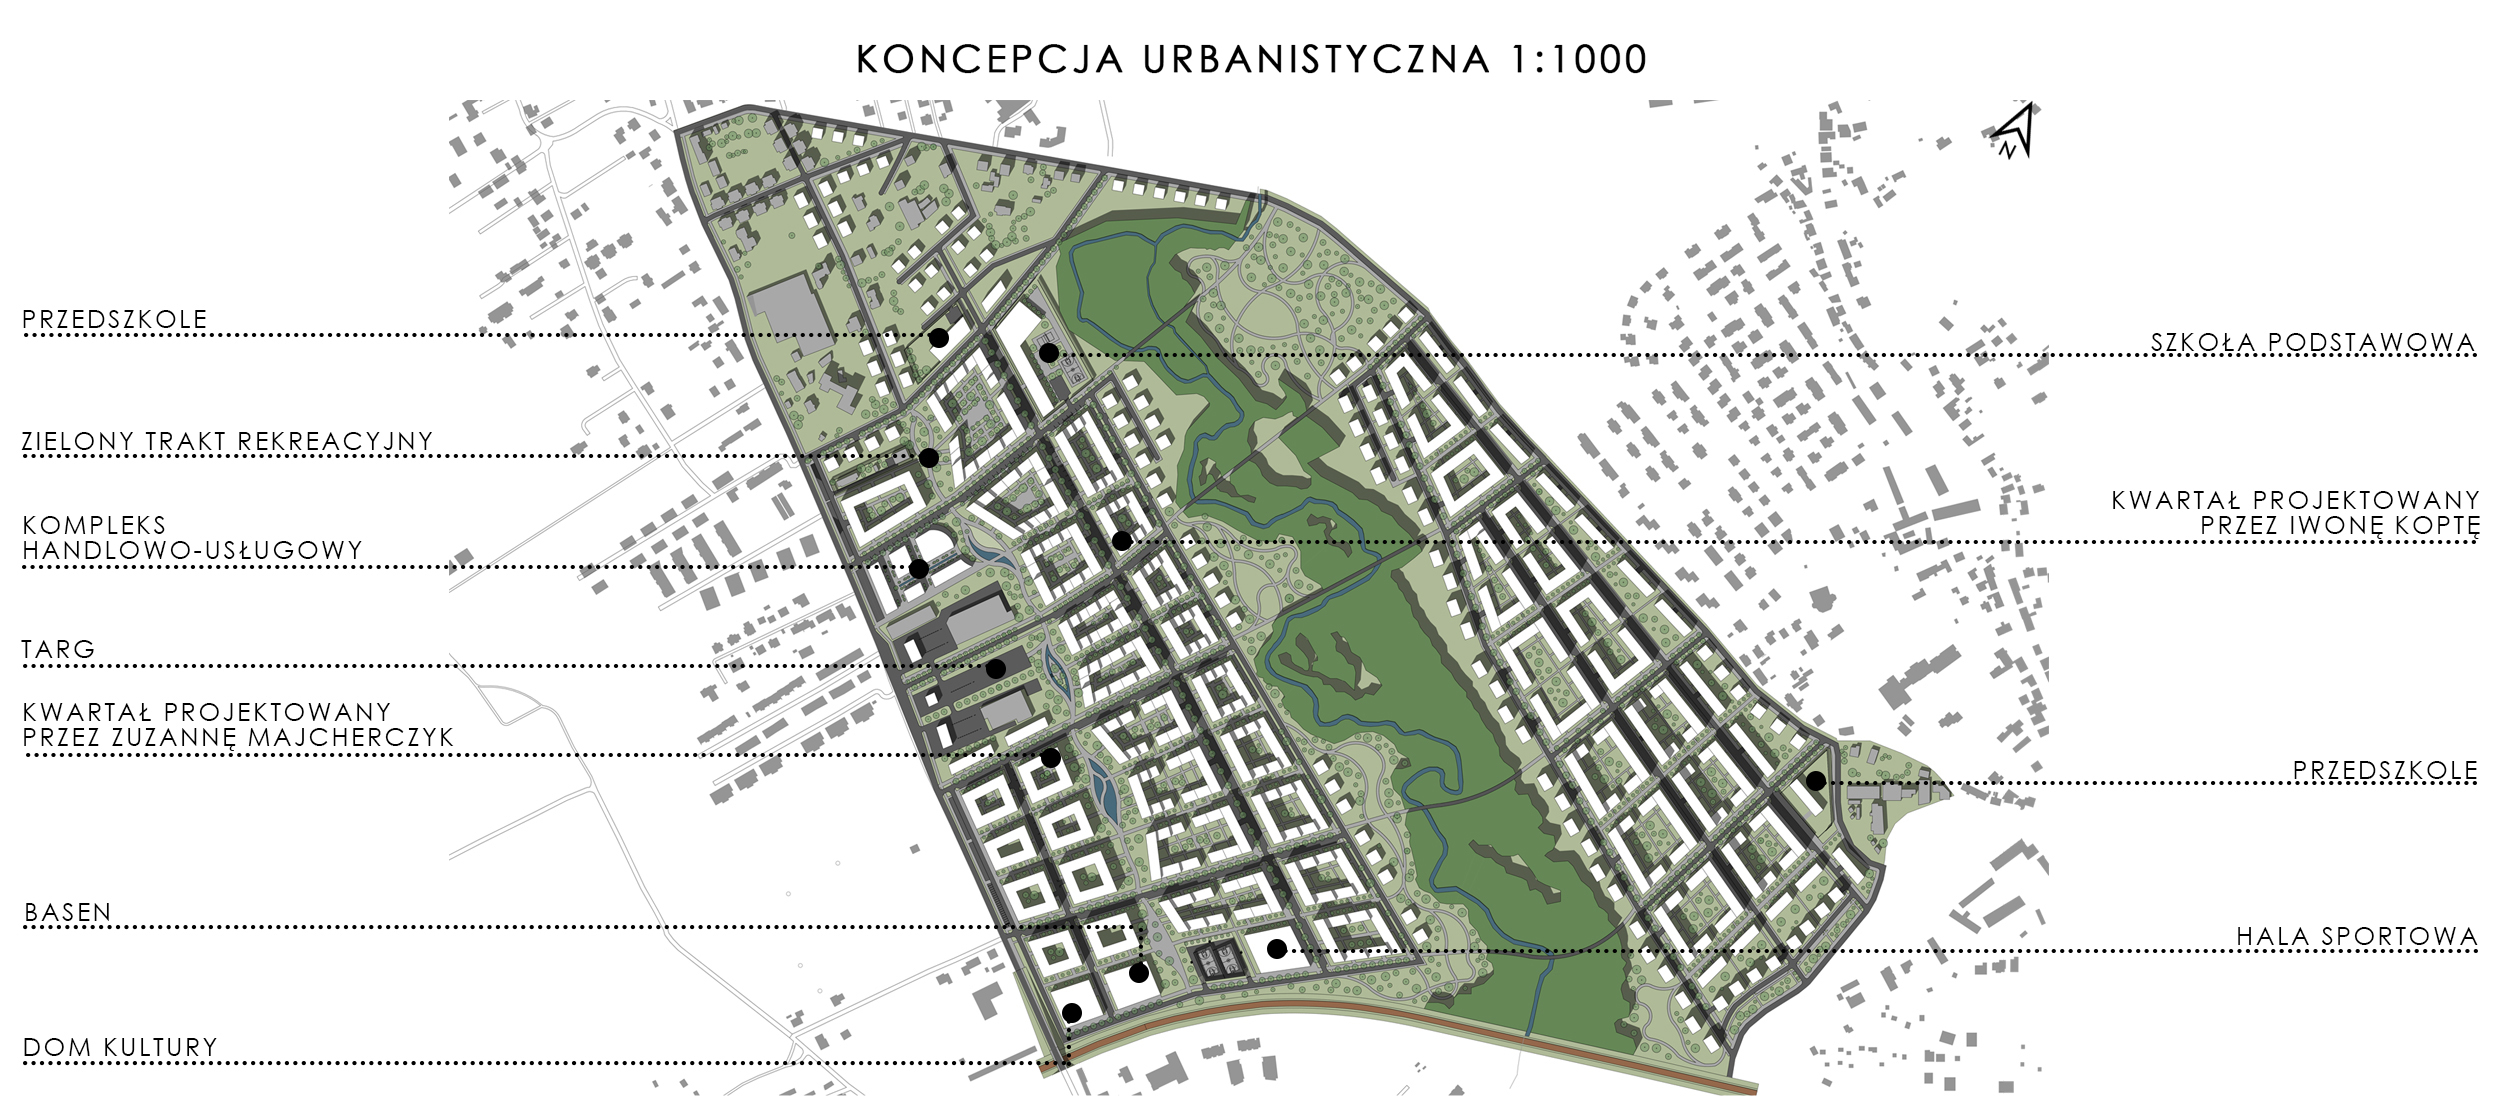 KONCEPCJA URBANISTYCZNA 1:1000
N
PRZEDSZKOLE
ZIELONY TRAKT REKREACYJNY
KOMPLEKS
HANDLOWO-USŁUGOWY
TARG
KWARTAŁ PROJEKTOWANY
PRZEZ ZUZANNĘ MAJCHERCZYK
BASEN
DOM KULTURY
SZKOŁA PODSTAWOWA
KWARTAŁ PROJEKTOWANY
PRZEZ IWONĘ KOPTĘ
PRZEDSZKOLE
HALA SPORTOWA